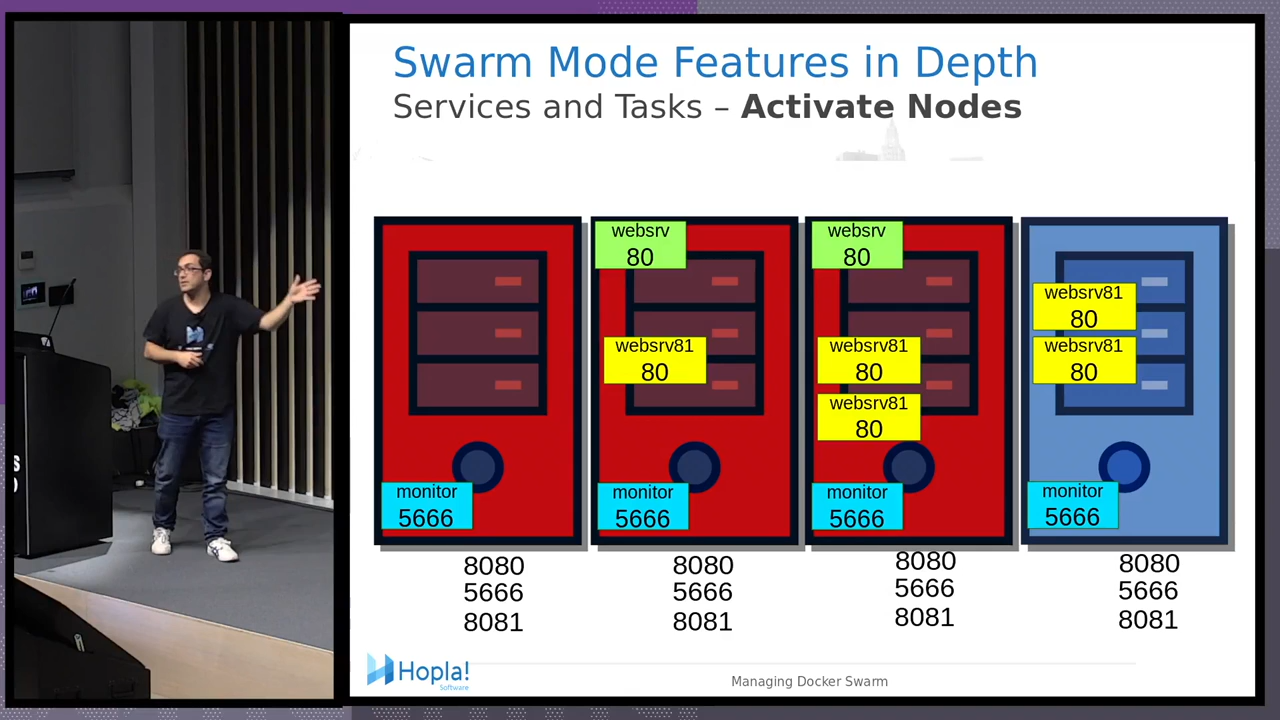 Swarm Mode Features in Depth
Services and Tasks – Activate Nodes
websrv
80
websrv
80
websrv81
80
websrv81
80
websrv81
80
websrv81
80
websrv81
80
monitor
5666
monitor
5666
monitor
5666
monitor
5666
8080
5666
8081
8080
5666
8081
8080
5666
8081
8080
5666
8081
Hopla!
Software
Managing Docker Swarm